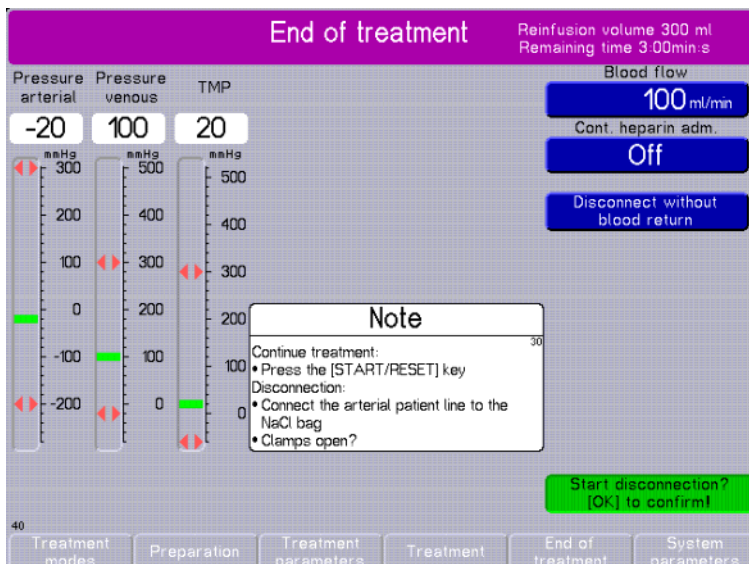 End of treatment
Reinfusion volume 300 ml
Remaining time 3:00min:s
Pressure arterial
Pressure venous
TMP
-20
100
20
mmHg
300
200
100
0
-100
-200
mmHg
500
400
300
200
100
0
mmHg
500
400
300
200
100
0
Blood flow
100 ml/min
Cont. heparin adm.
Off
Disconnect without
blood return
Note
30
Continue treatment:
• Press the [START/RESET] key
Disconnection:
• Connect the arterial patient line to the
NaCl bag
• Clamps open?
Start disconnection?
[OK] to confirm!
40
Treatment
modes
Preparation
Treatment
parameters
Treatment
End of
treatment
System
parameters